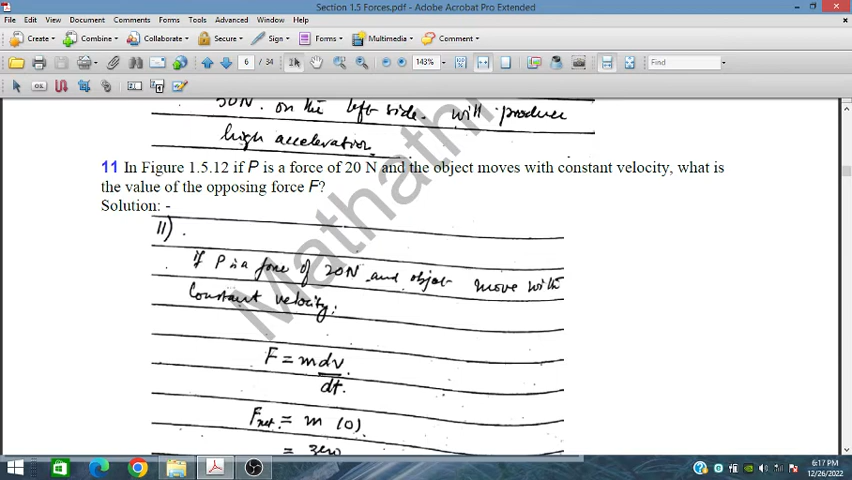 Section 1.5 Forces.pdf - Adobe Acrobat Pro Extended
File Edit View Document Comments Forms Tools Advanced Window Help
Create Combine Collaborate Secure Sign Forms Multimedia Comment
6 / 34 143% Find
30N. on the left side. will produce
high acceleration.
11 In Figure 1.5.12 if P is a force of 20 N and the object moves with constant velocity, what is
the value of the opposing force F?
Solution: -
11).
if P is a force of 20N and object move with
Constant velocity.
F = m dv
dt.
Fnet. = m (0).
= zero
Mathathi
6:17 PM
12/26/2022